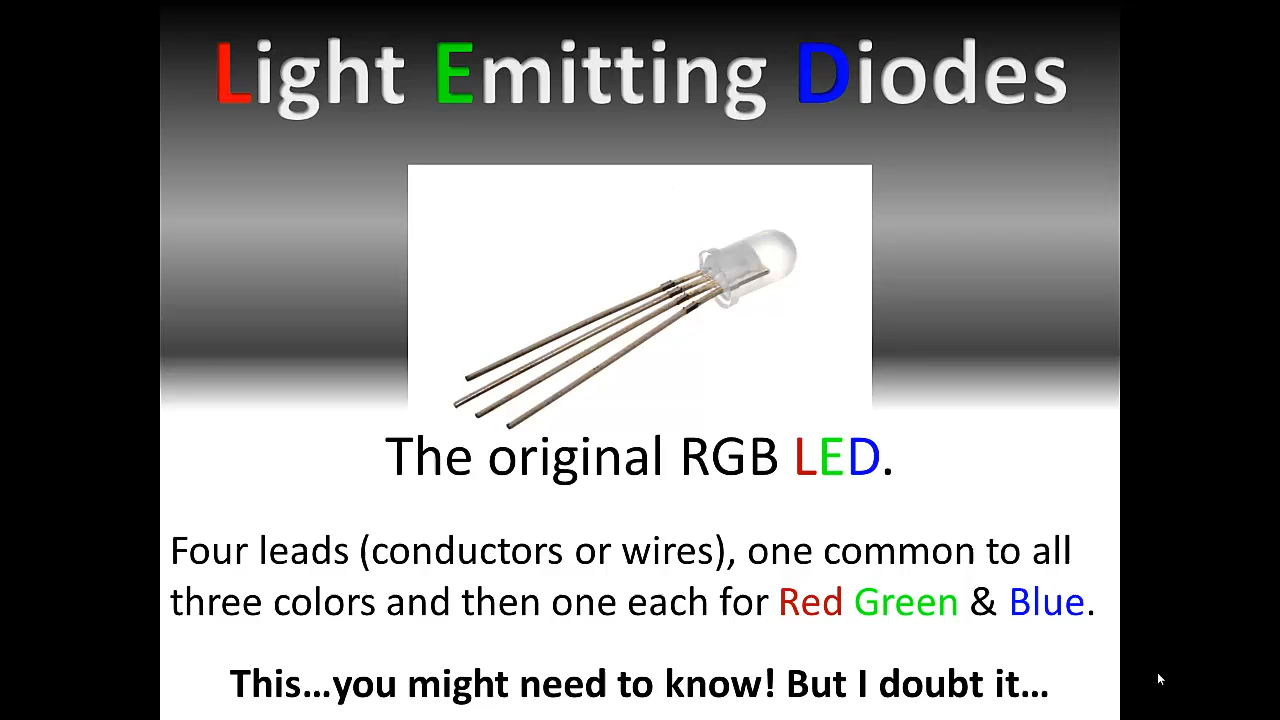 Light Emitting Diodes
The original RGB LED.
Four leads (conductors or wires), one common to all
three colors and then one each for Red Green & Blue.
This...you might need to know! But I doubt it...